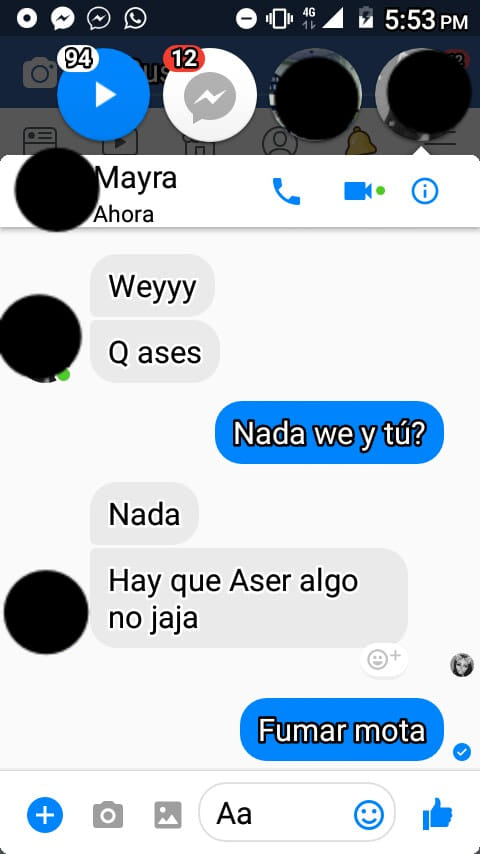 4G
5:53 PM
94
12
us
Mayra
Ahora
Weyyy
Q ases
Nada we y tú?
Nada
Hay que Aser algo
no jaja
Fumar mota
Aa